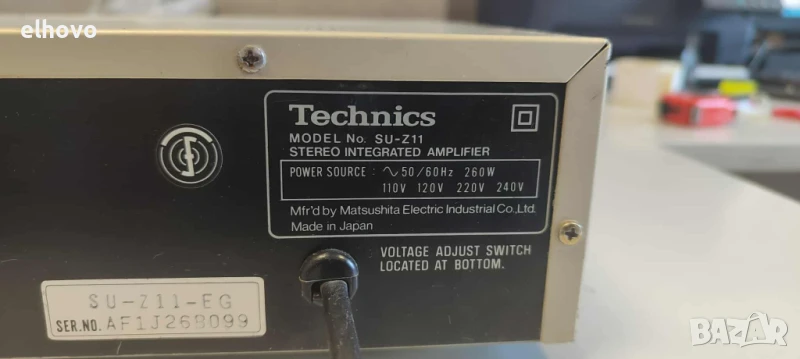 elhovo
Technics
MODEL No. SU-Z11
STEREO INTEGRATED AMPLIFIER
POWER SOURCE : ∿50/60Hz 260W
110V 120V 220V 240V
Mfr'd by Matsushita Electric Industrial Co.,Ltd.
Made in Japan
VOLTAGE ADJUST SWITCH
LOCATED AT BOTTOM.
SU-Z11-EG
SER.NO. AF1J26B099
BAZAR